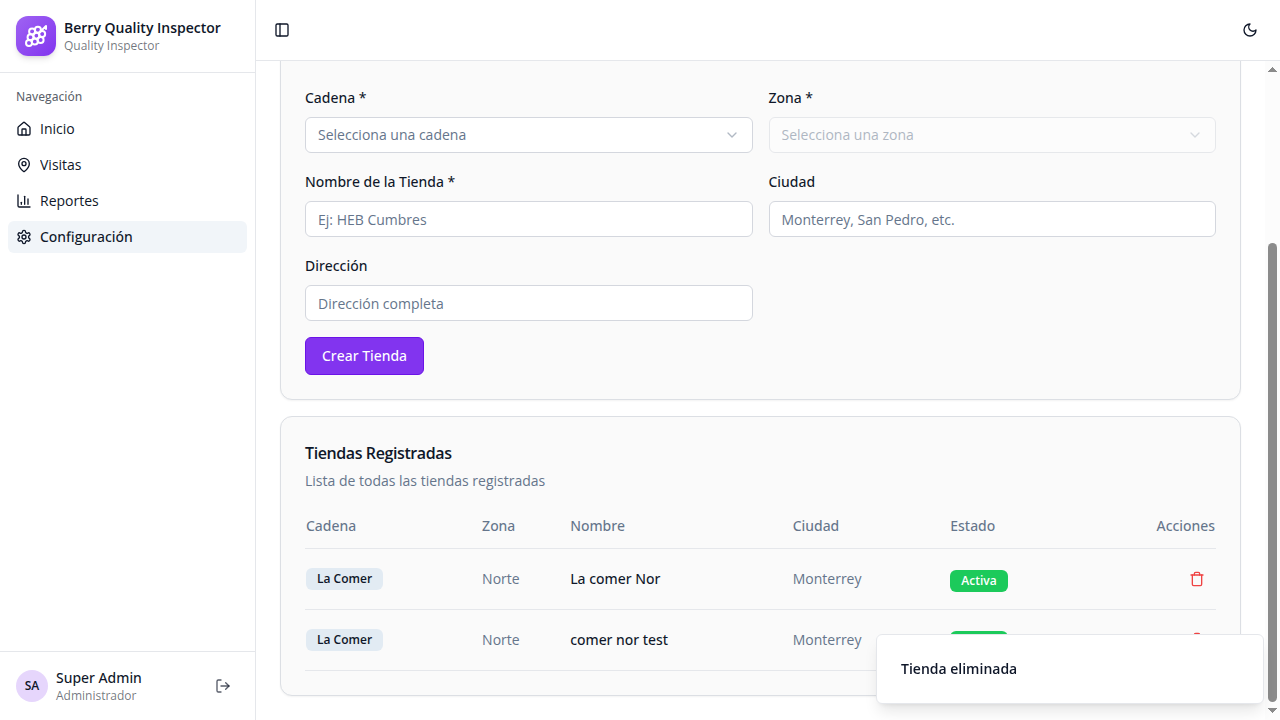 Berry Quality Inspector
Quality Inspector
Navegación
Inicio
Visitas
Reportes
Configuración
SA
Super Admin
Administrador
Cadena *
Zona *
Selecciona una cadena
Selecciona una zona
Nombre de la Tienda *
Ciudad
Ej: HEB Cumbres
Monterrey, San Pedro, etc.
Dirección
Dirección completa
Crear Tienda
Tiendas Registradas
Lista de todas las tiendas registradas
Cadena Zona Nombre Ciudad Estado Acciones
La Comer Norte La comer Nor Monterrey Activa
La Comer Norte comer nor test Monterrey
Tienda eliminada